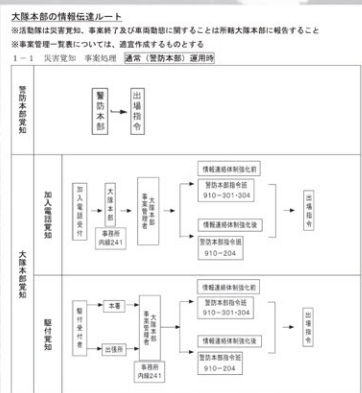 大隊本部の情報伝達ルート
※活動隊は災害覚知、事案終了及び車両動態に関することは所轄大隊本部に報告すること
※事案管理一覧表については、適宜作成するものとする
1－1 災害覚知 事案処理 通常（警防本部）運用時
警防本部覚知
警防本部
出場指令
大隊本部覚知
加入電話覚知
加入電話受付
大隊本部
事務所
内線241
大隊本部
事案管理者
情報連絡体制強化前
警防本部指令班
910－301・304
情報連絡体制強化後
警防本部指令班
910－204
出場指令
駆付覚知
駆付受付者
本署
出張所
大隊本部
事案管理者
事務所
内線241
情報連絡体制強化前
警防本部指令班
910－301・304
情報連絡体制強化後
警防本部指令班
910－204
出場指令